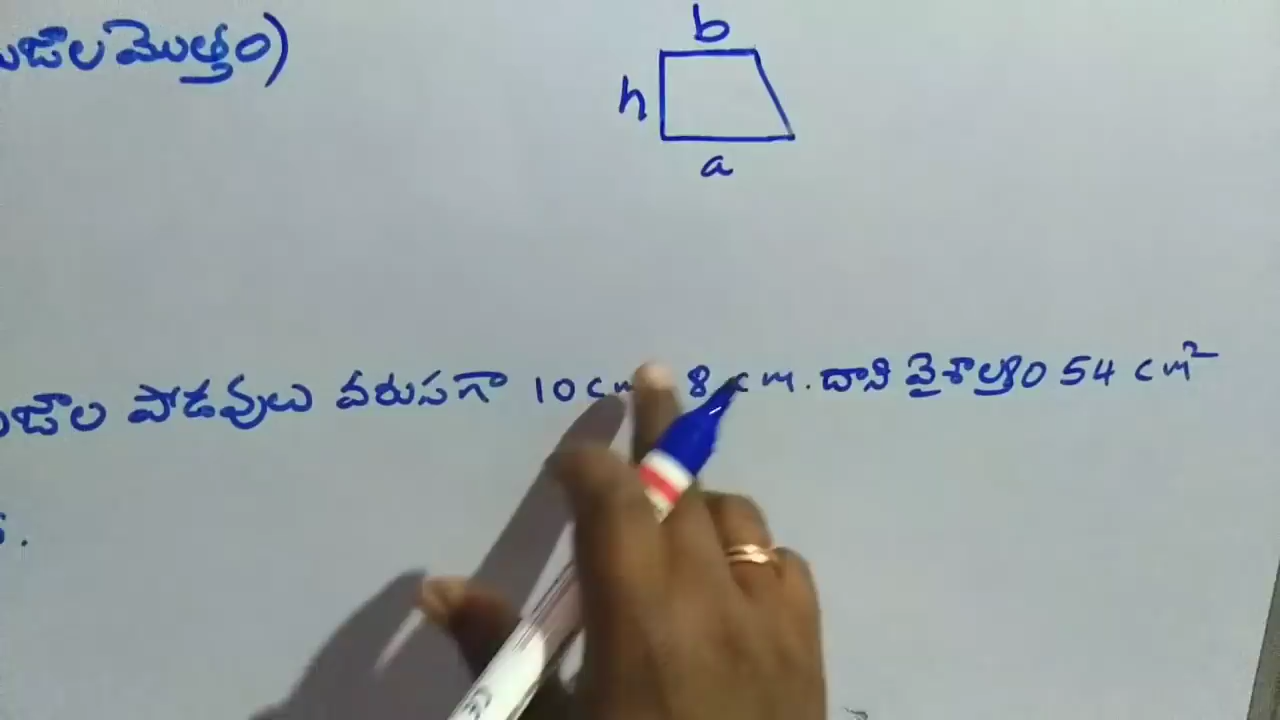 b
భుజాల మొత్తం)
h
a
భుజాల పొడవులు వరుసగా 10 cm 8 cm. దాని వైశాల్యం 54 cm²